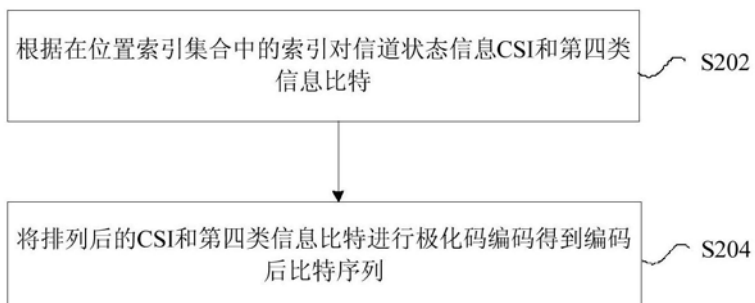 根据在位置索引集合中的索引对信道状态信息CSI和第四类
信息比特
S202
将排列后的CSI和第四类信息比特进行极化码编码得到编码
后比特序列
S204